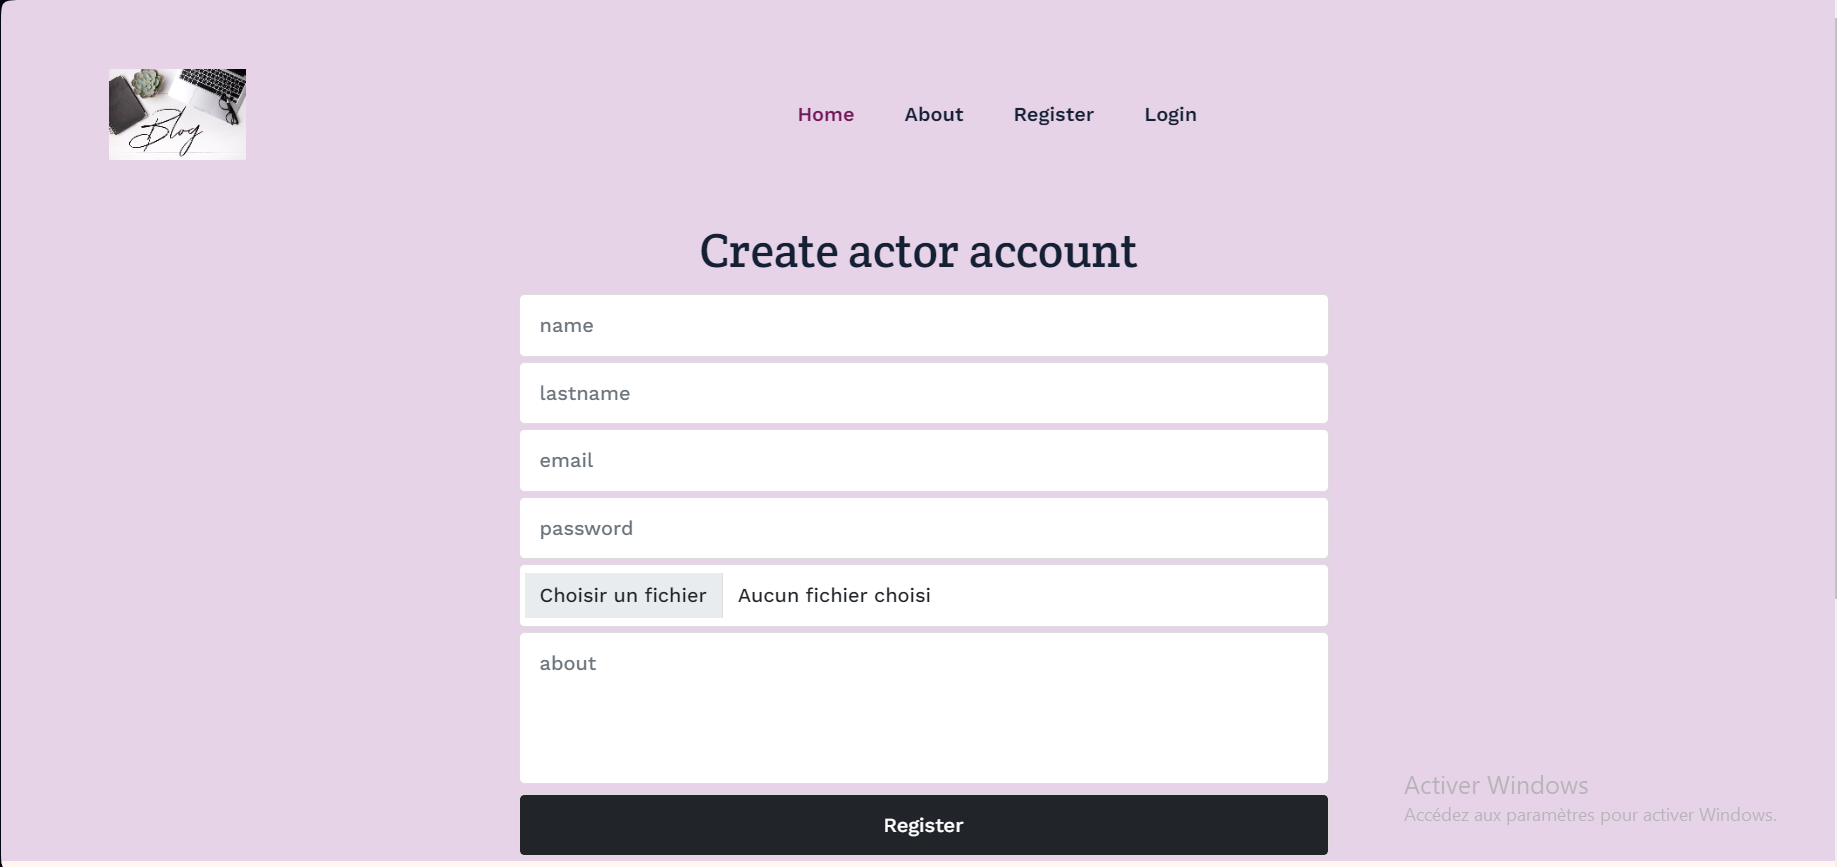 Blog
Home About Register Login
Create actor account
name
lastname
email
password
Choisir un fichier Aucun fichier choisi
about
Register
Activer Windows
Accédez aux paramètres pour activer Windows.